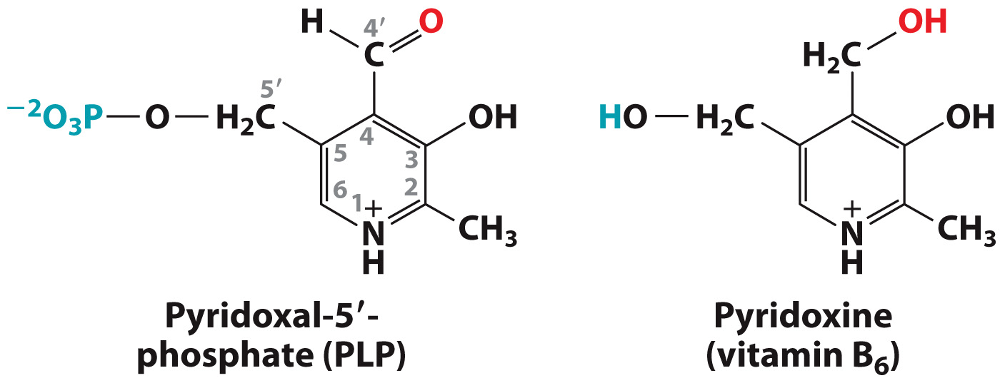 H 4′ O OH
C H₂C
5′
⁻²O₃P — O — H₂C OH HO — H₂C OH
4
5 3
6 2
1 + +
N CH₃ N CH₃
H H
Pyridoxal-5′- Pyridoxine
phosphate (PLP) (vitamin B₆)